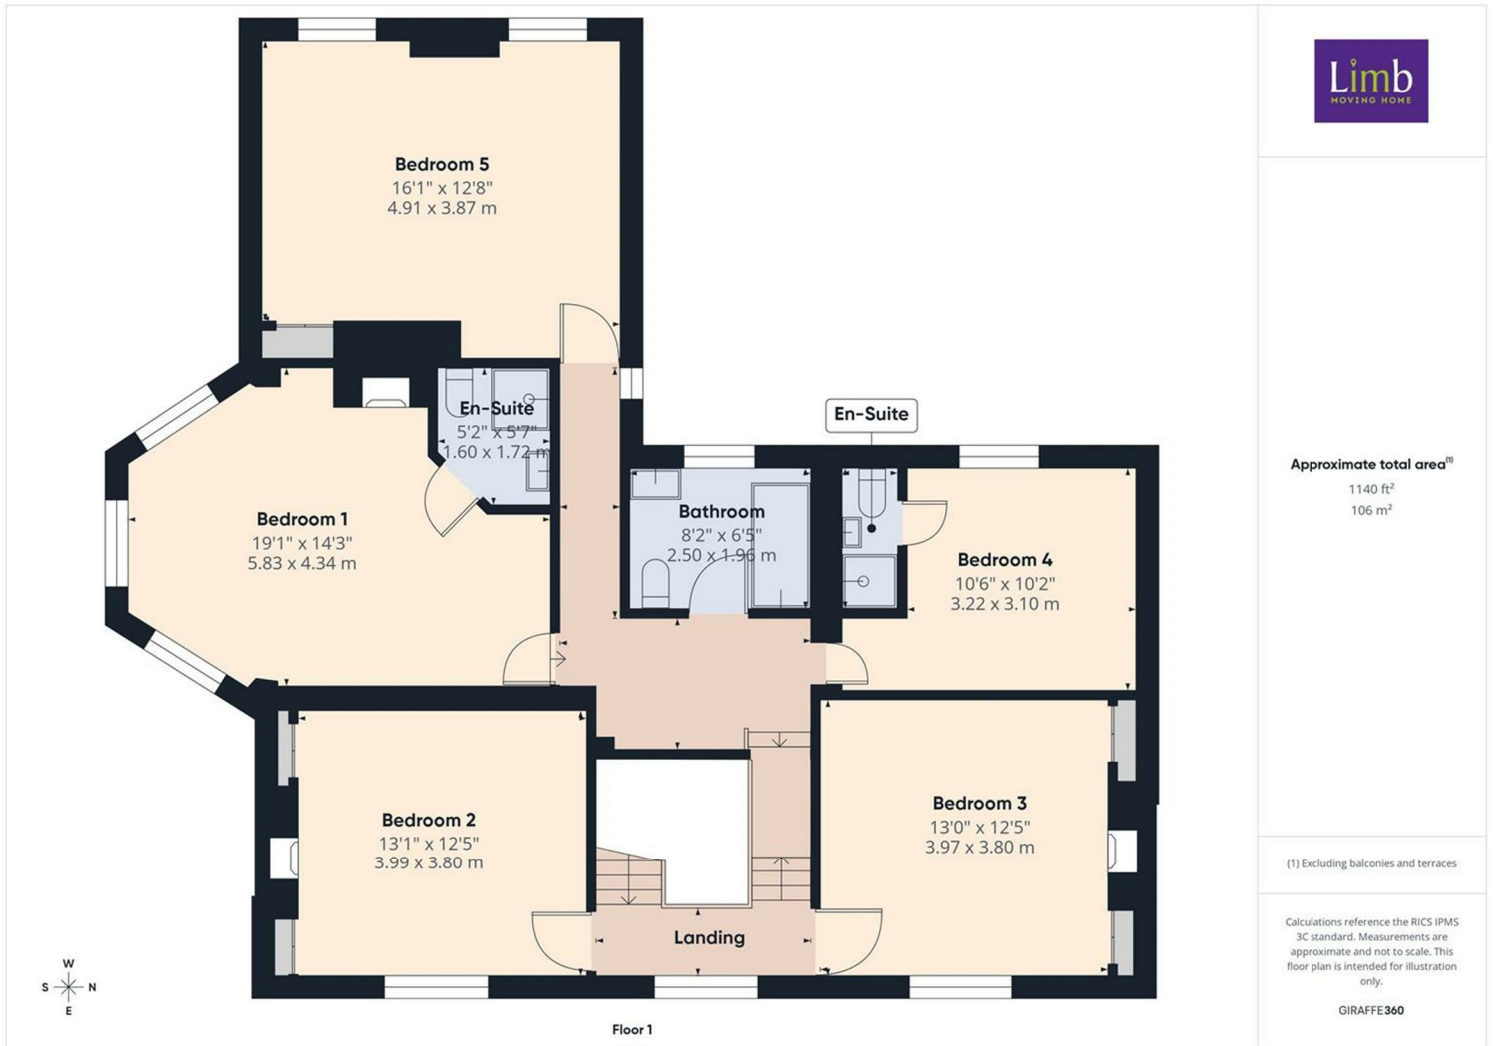 Limb
MOVING HOME
Bedroom 5
16'1" x 12'8"
4.91 x 3.87 m
En-Suite
5'2" x 5'7"
1.60 x 1.72 m
En-Suite
Bedroom 1
19'1" x 14'3"
5.83 x 4.34 m
Bathroom
8'2" x 6'5"
2.50 x 1.96 m
Bedroom 4
10'6" x 10'2"
3.22 x 3.10 m
Bedroom 2
13'1" x 12'5"
3.99 x 3.80 m
Bedroom 3
13'0" x 12'5"
3.97 x 3.80 m
Landing
W
S N
E
Floor 1
Approximate total area(1)
1140 ft²
106 m²
(1) Excluding balconies and terraces
Calculations reference the RICS IPMS
3C standard. Measurements are
approximate and not to scale. This
floor plan is intended for illustration
only.
GIRAFFE360